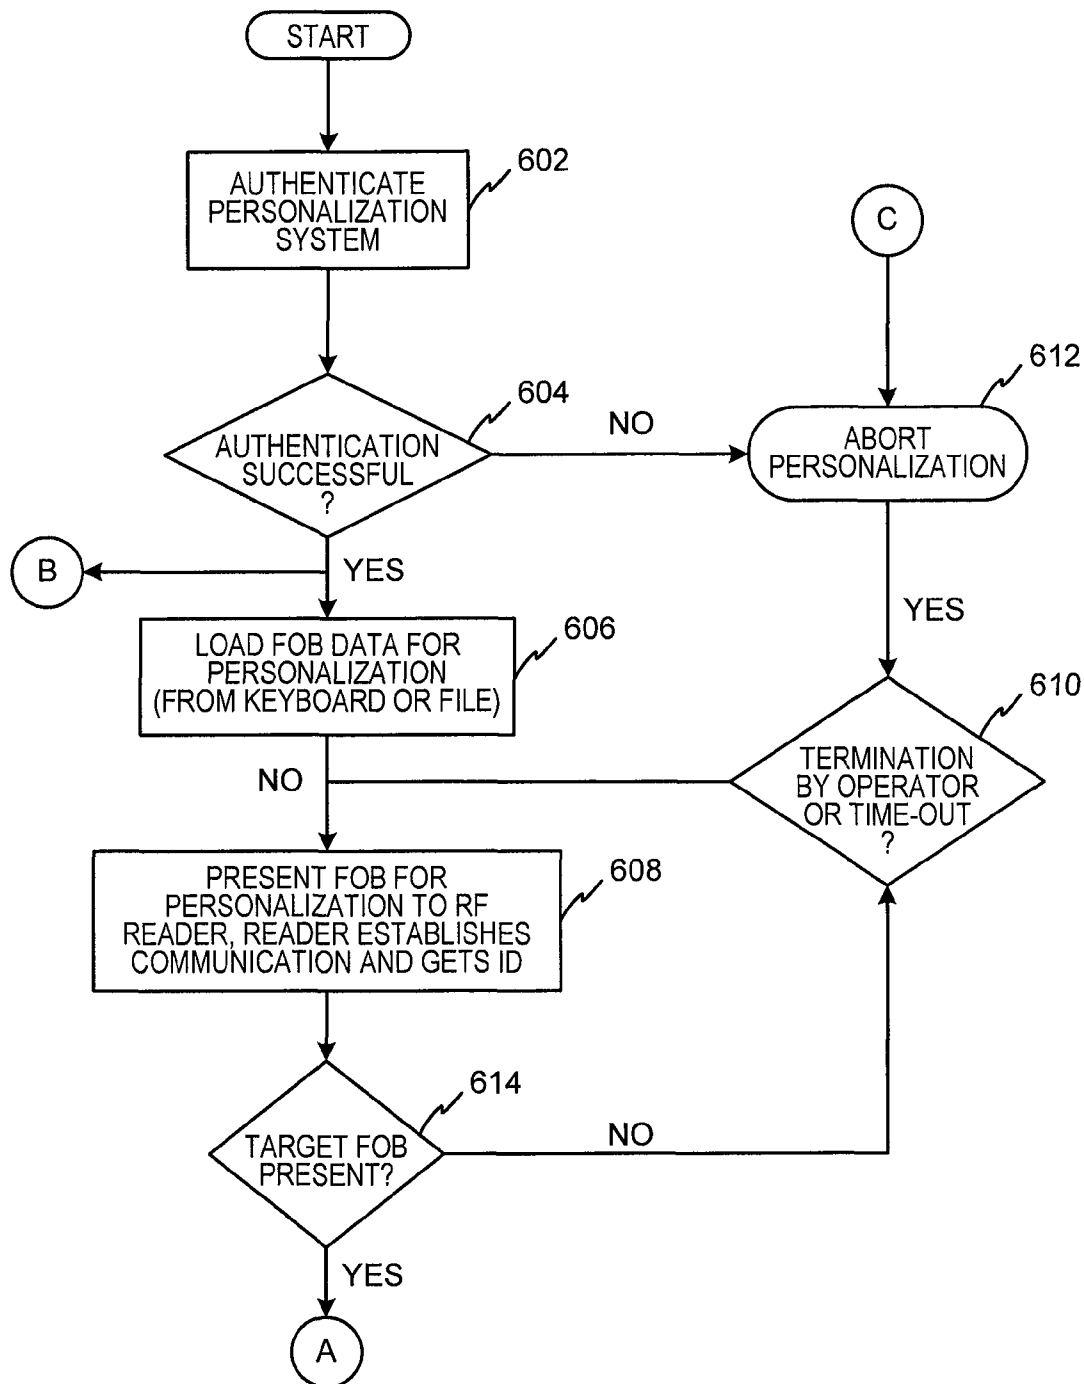 START
602
AUTHENTICATE
PERSONALIZATION
SYSTEM
C
612
604
NO
AUTHENTICATION
SUCCESSFUL
?
ABORT
PERSONALIZATION
B
YES
YES
606
LOAD FOB DATA FOR
PERSONALIZATION
(FROM KEYBOARD OR FILE)
610
NO
TERMINATION
BY OPERATOR
OR TIME-OUT
?
608
PRESENT FOB FOR
PERSONALIZATION TO RF
READER, READER ESTABLISHES
COMMUNICATION AND GETS ID
614
NO
TARGET FOB
PRESENT?
YES
A